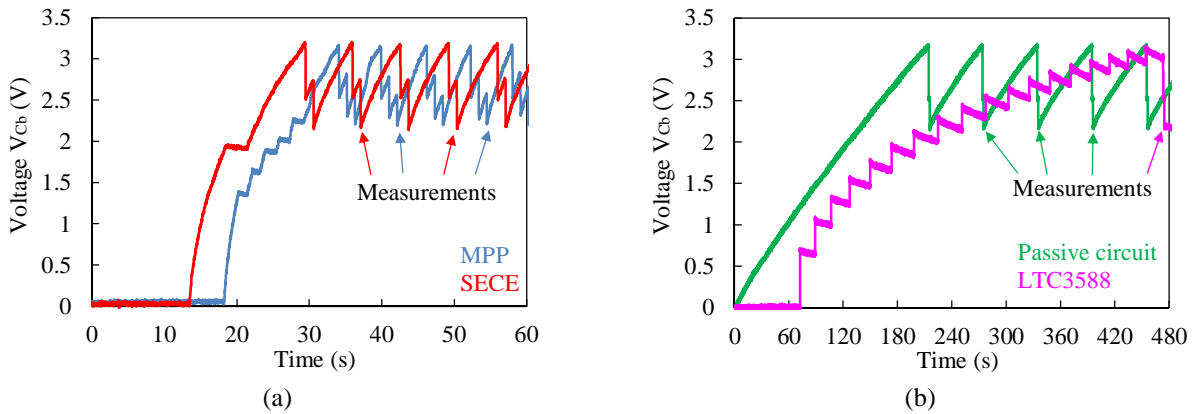 3.5
3
2.5
2
1.5
1
0.5
0
Voltage VCb (V)
Measurements
MPP
SECE
0 10 20 30 40 50 60
Time (s)
(a)
3.5
3
2.5
2
1.5
1
0.5
0
Voltage VCb (V)
Measurements
Passive circuit
LTC3588
0 60 120 180 240 300 360 420 480
Time (s)
(b)